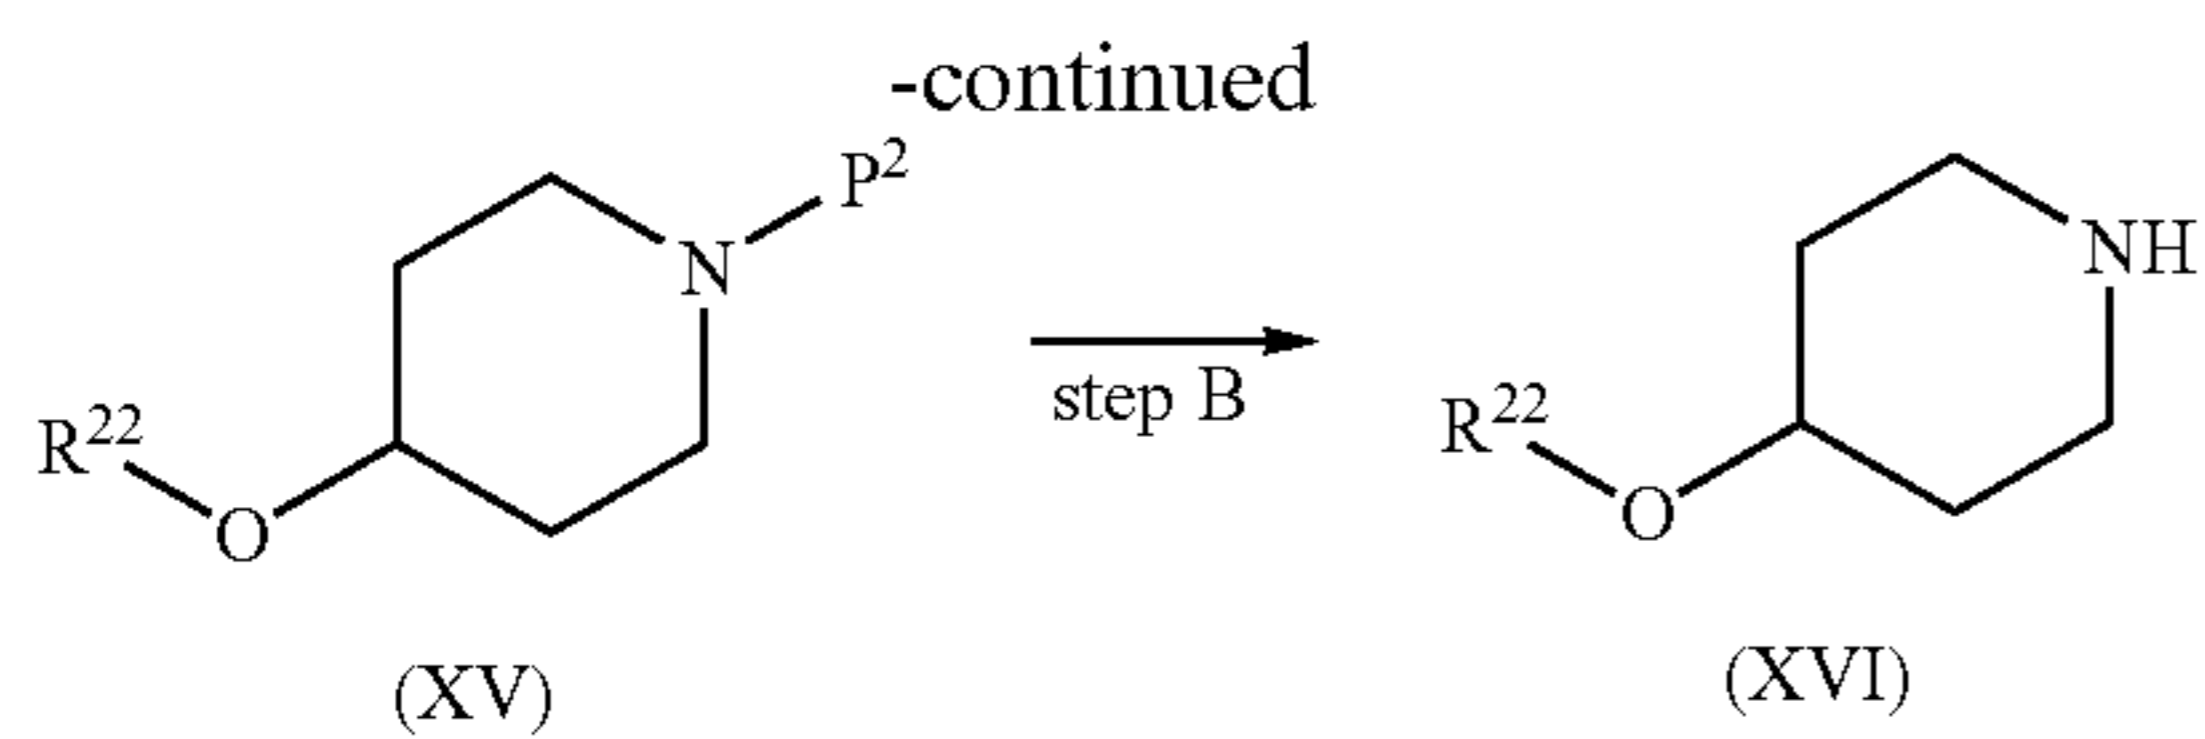 -continued
P²
N
R²²
O
(XV)
step B
NH
R²²
O
(XVI)